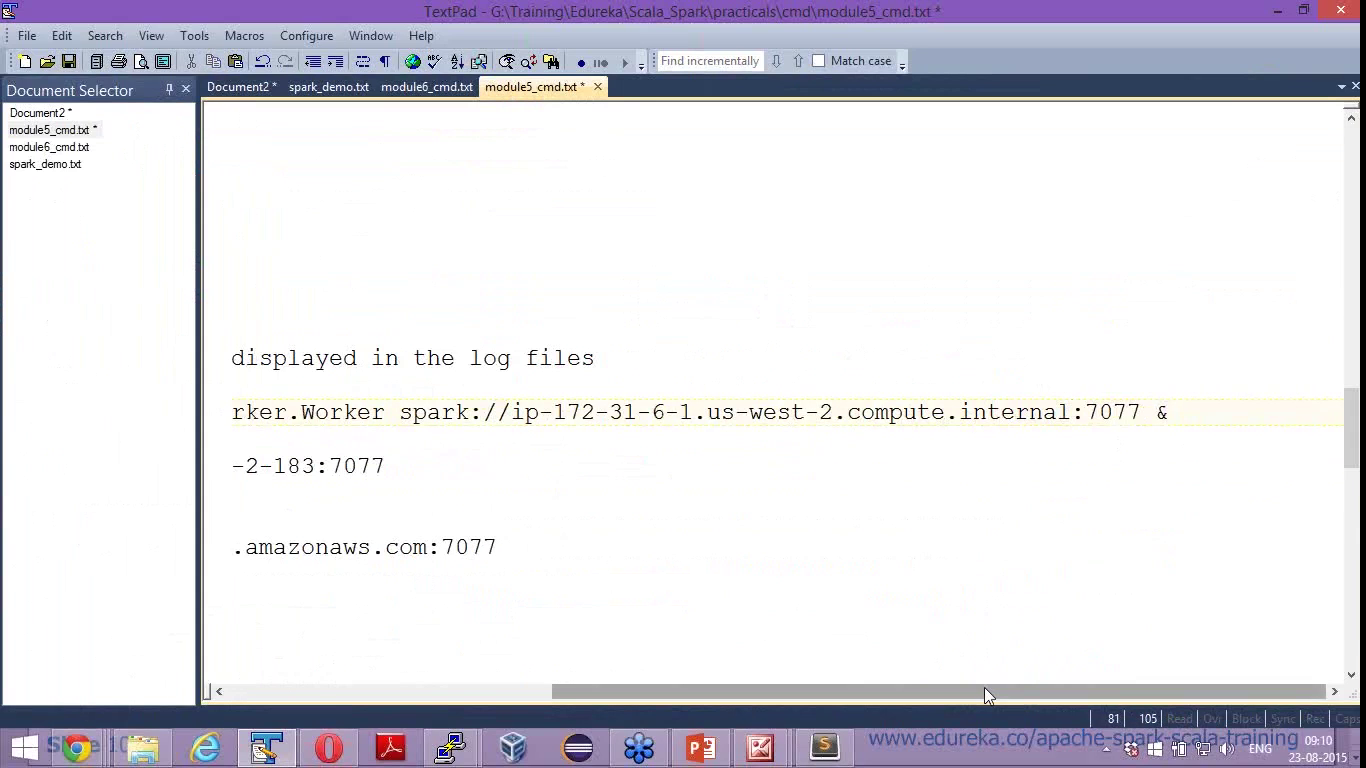 TextPad - G:\Training\Edureka\Scala_Spark\practicals\cmd\module5_cmd.txt *
File Edit Search View Tools Macros Configure Window Help
Find incrementally Match case
Document Selector
Document2 * spark_demo.txt module6_cmd.txt module5_cmd.txt *
Document2 *
module5_cmd.txt *
module6_cmd.txt
spark_demo.txt
displayed in the log files
rker.Worker spark://ip-172-31-6-1.us-west-2.compute.internal:7077 &
-2-183:7077
.amazonaws.com:7077
81 105 Read Ovr Block Sync Rec Caps
www.edureka.co/apache-spark-scala-training
ENG
09:10
23-08-2015